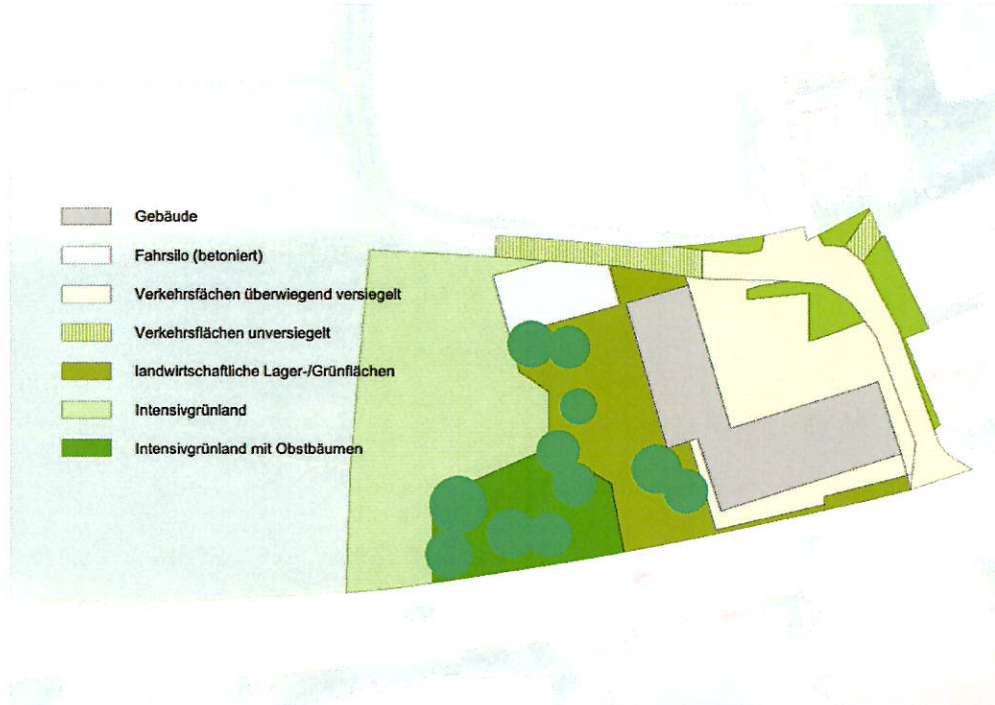 Gebäude
Fahrsilo (betoniert)
Verkehrsfächen überwiegend versiegelt
Verkehrsflächen unversiegelt
landwirtschaftliche Lager-/Grünflächen
Intensivgrünland
Intensivgrünland mit Obstbäumen